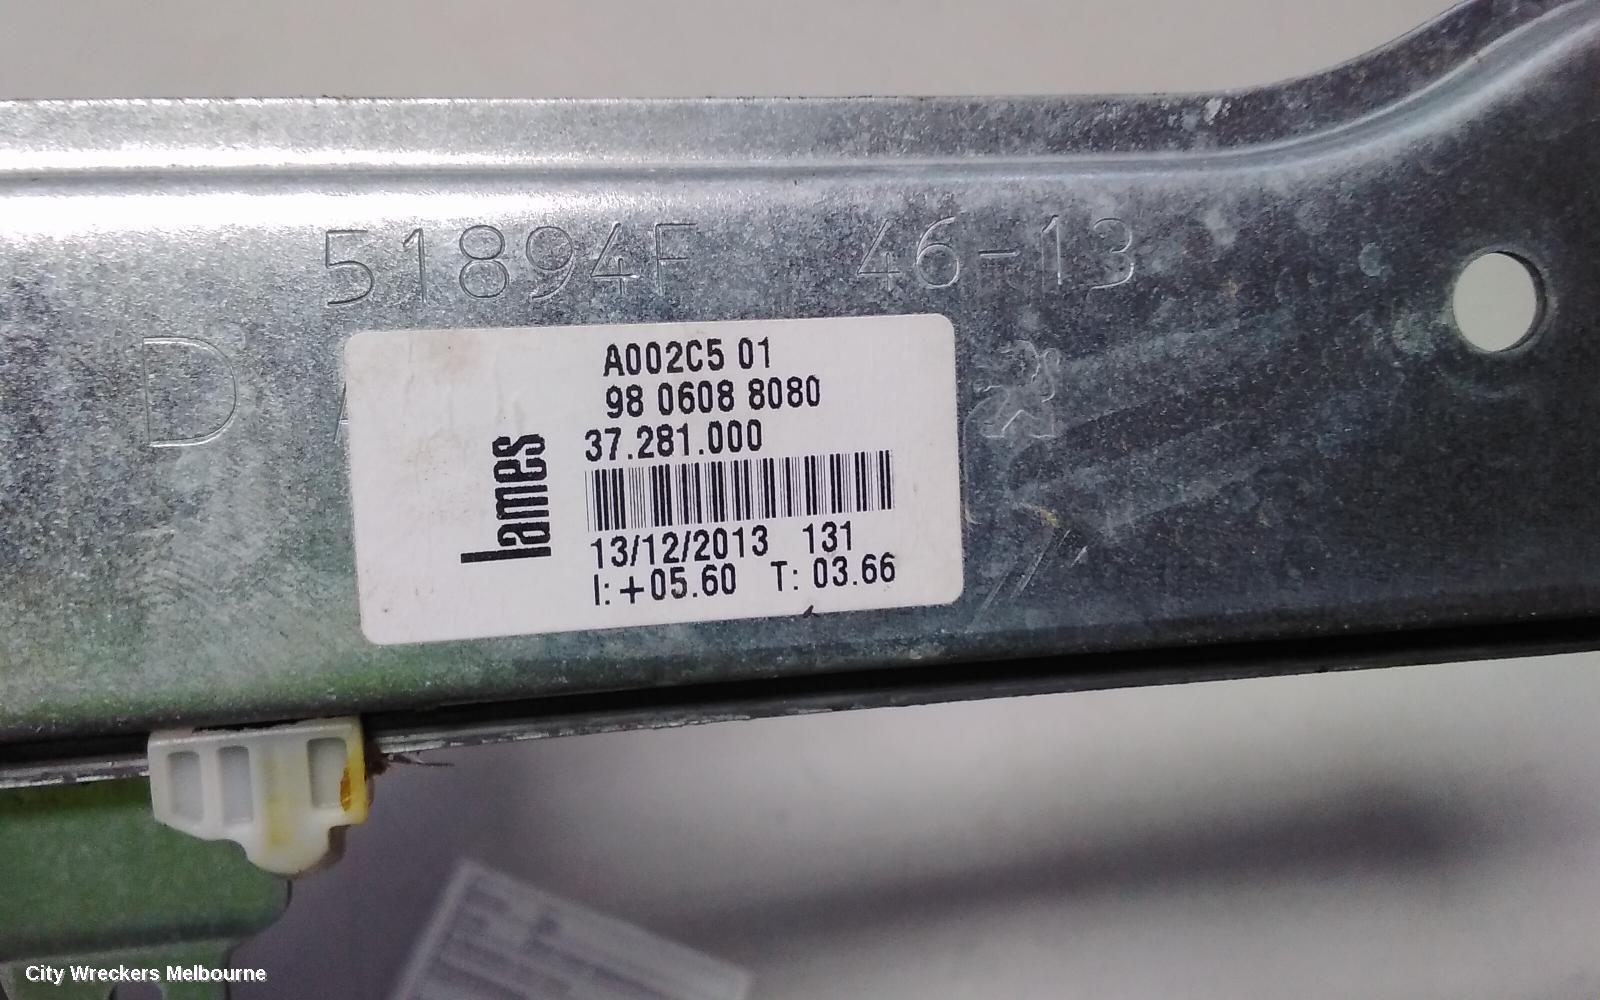 51894F 46-13
D
A002C5 01
98 0608 8080
37.281.000
lames
13/12/2013 131
I: +05.60 T: 03.66
City Wreckers Melbourne